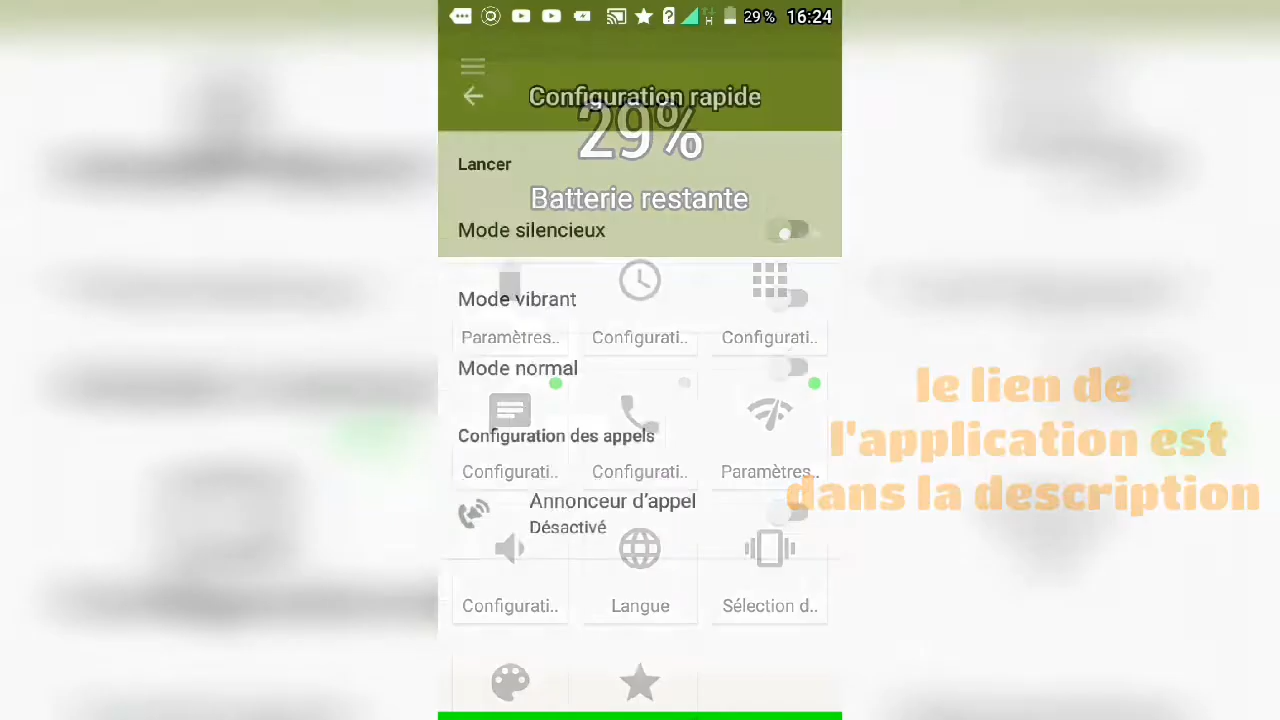 29% 16:24
Configuration rapide
29%
Lancer
Batterie restante
Mode silencieux
Mode vibrant
Paramètres.. Configurati.. Configurati..
Mode normal
le lien de
l'application est
dans la description
Configuration des appels
Configurati.. Configurati.. Paramètres..
Annonceur d'appel
Désactivé
Configurati.. Langue Sélection d..